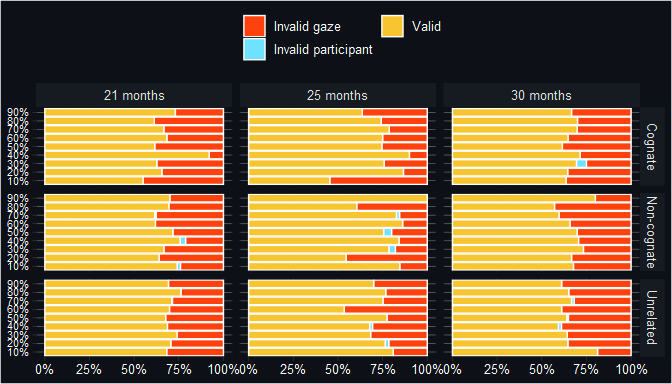 Invalid gaze
Valid
Invalid participant
21 months
25 months
30 months
90%
80%
70%
60%
50%
40%
30%
20%
10%
Cognate
90%
80%
70%
60%
50%
40%
30%
20%
10%
Non-cognate
90%
80%
70%
60%
50%
40%
30%
20%
10%
Unrelated
0% 25% 50% 75% 100% 0% 25% 50% 75% 100% 0% 25% 50% 75% 100%